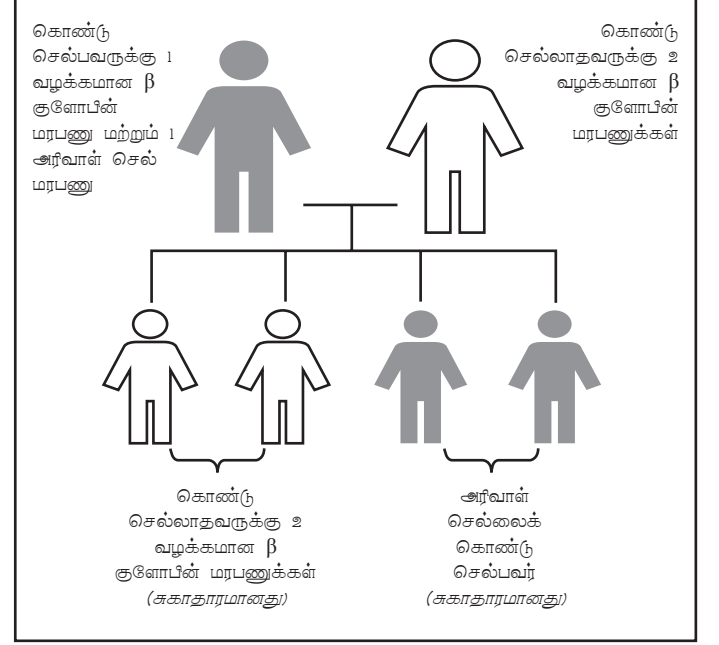 கொண்டு
செல்பவருக்கு 1
வழக்கமான β
குளோபீன்
மரபணு மற்றும் 1
அரிவாள் செல்
மரபணு
கொண்டு
செல்லாதவருக்கு 2
வழக்கமான β
குளோபீன்
மரபணுக்கள்
கொண்டு
செல்லாதவருக்கு 2
வழக்கமான β
குளோபீன் மரபணுக்கள்
(சுகாதாரமானது)
அரிவாள்
செல்லைக்
கொண்டு
செல்பவர்
(சுகாதாரமானது)